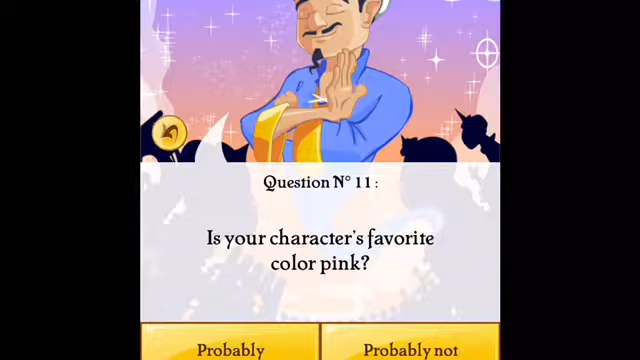 Question N° 11 :
Is your character's favorite
color pink?
Probably
Probably not